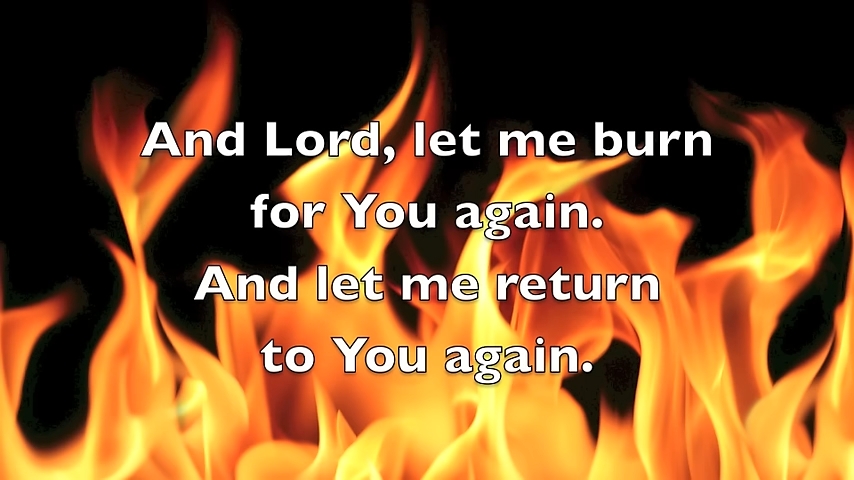 And Lord, let me burn
for You again.
And let me return
to You again.